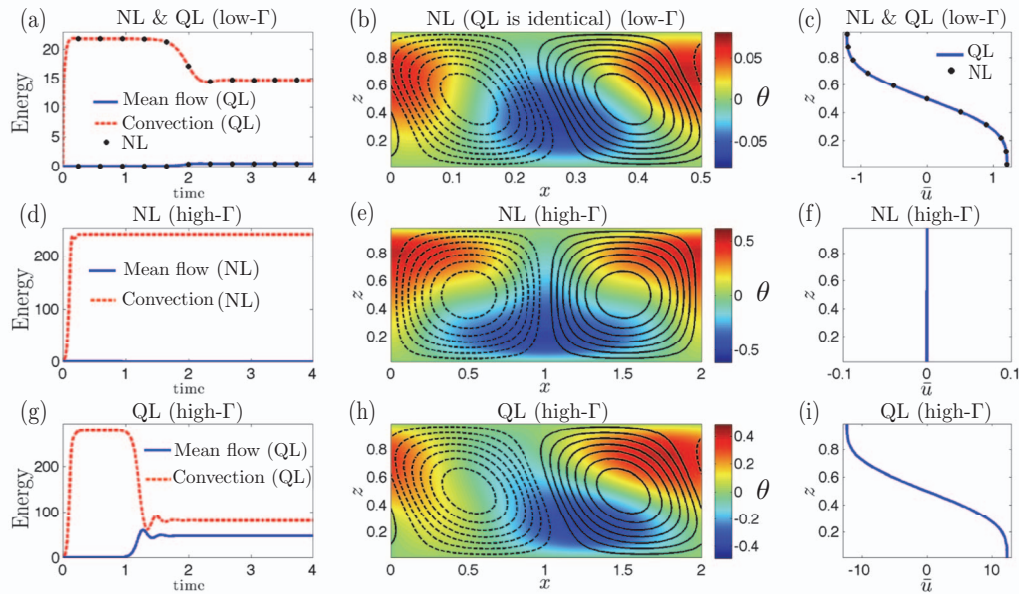 (a) NL & QL (low-Γ)
Energy
20
15
10
5
0
Mean flow (QL)
Convection (QL)
NL
0 1 2 3 4
time
(b) NL (QL is identical) (low-Γ)
z
0.8
0.6
0.4
0.2
0 0.1 0.2 0.3 0.4 0.5
x
0.05
0
0.05
θ
(c) NL & QL (low-Γ)
z
0.8
0.6
0.4
0.2
QL
NL
-1 0 1
ū
(d) NL (high-Γ)
Energy
200
100
0
Mean flow (NL)
Convection (NL)
0 1 2 3 4
time
(e) NL (high-Γ)
z
0.8
0.6
0.4
0.2
0 0.5 1 1.5 2
x
0.5
0
-0.5
θ
(f) NL (high-Γ)
z
0.8
0.6
0.4
0.2
-0.1 0 0.1
ū
(g) QL (high-Γ)
Energy
200
100
0
Mean flow (QL)
Convection (QL)
0 1 2 3 4
time
(h) QL (high-Γ)
z
0.8
0.6
0.4
0.2
0 0.5 1 1.5 2
x
0.4
0.2
0
-0.2
-0.4
θ
(i) QL (high-Γ)
z
0.8
0.6
0.4
0.2
-10 0 10
ū